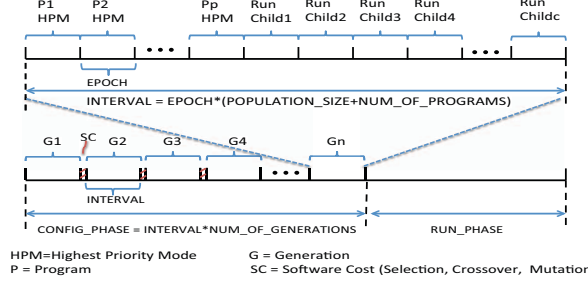 P1 HPM
P2 HPM
Pp HPM
Run Child1
Run Child2
Run Child3
Run Child4
Run Childc
EPOCH
INTERVAL = EPOCH*(POPULATION_SIZE+NUM_OF_PROGRAMS)
G1 SC G2 G3 G4 Gn
INTERVAL
CONFIG_PHASE = INTERVAL*NUM_OF_GENERATIONS RUN_PHASE
HPM=Highest Priority Mode G = Generation
P = Program SC = Software Cost (Selection, Crossover, Mutation